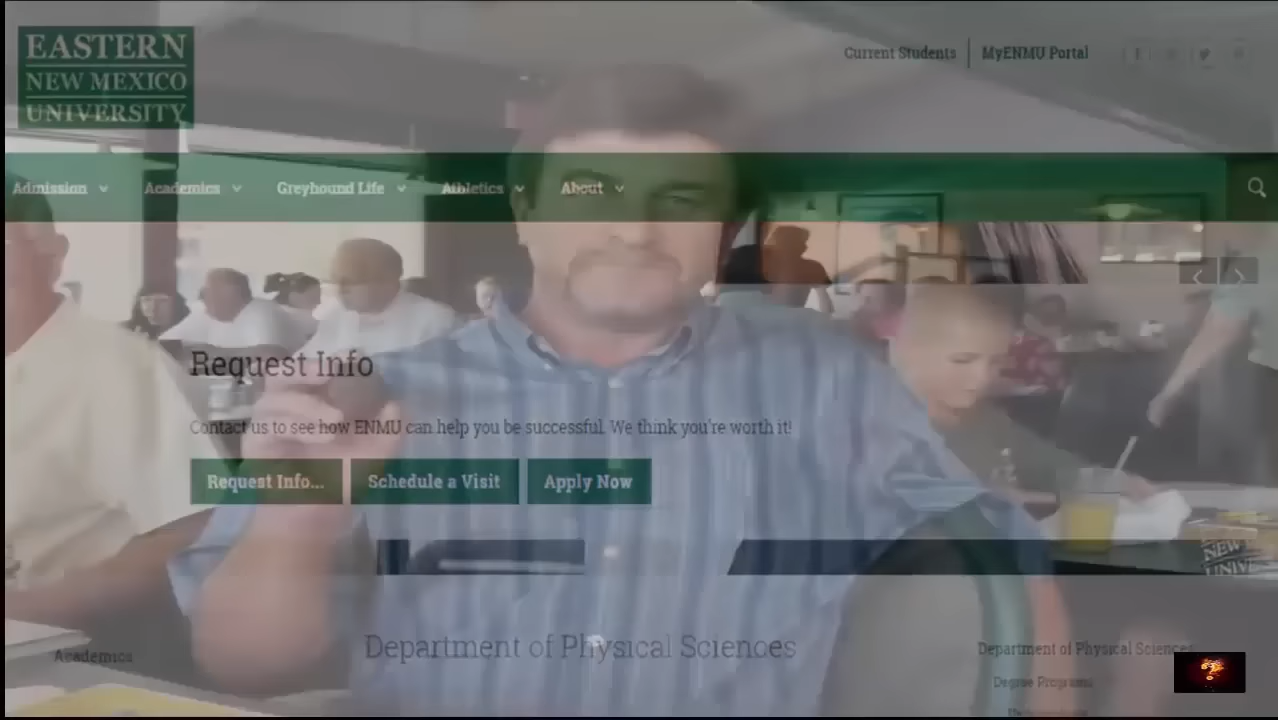 EASTERN
NEW MEXICO
UNIVERSITY
Current Students MyENMU Portal
Admission Academics Greyhound Life Athletics About
Request Info
Contact us to see how ENMU can help you be successful. We think you're worth it!
Request Info... Schedule a Visit Apply Now
NEW
UNIVE
Academics Department of Physical Sciences Department of Physical Sciences
Degree Programs